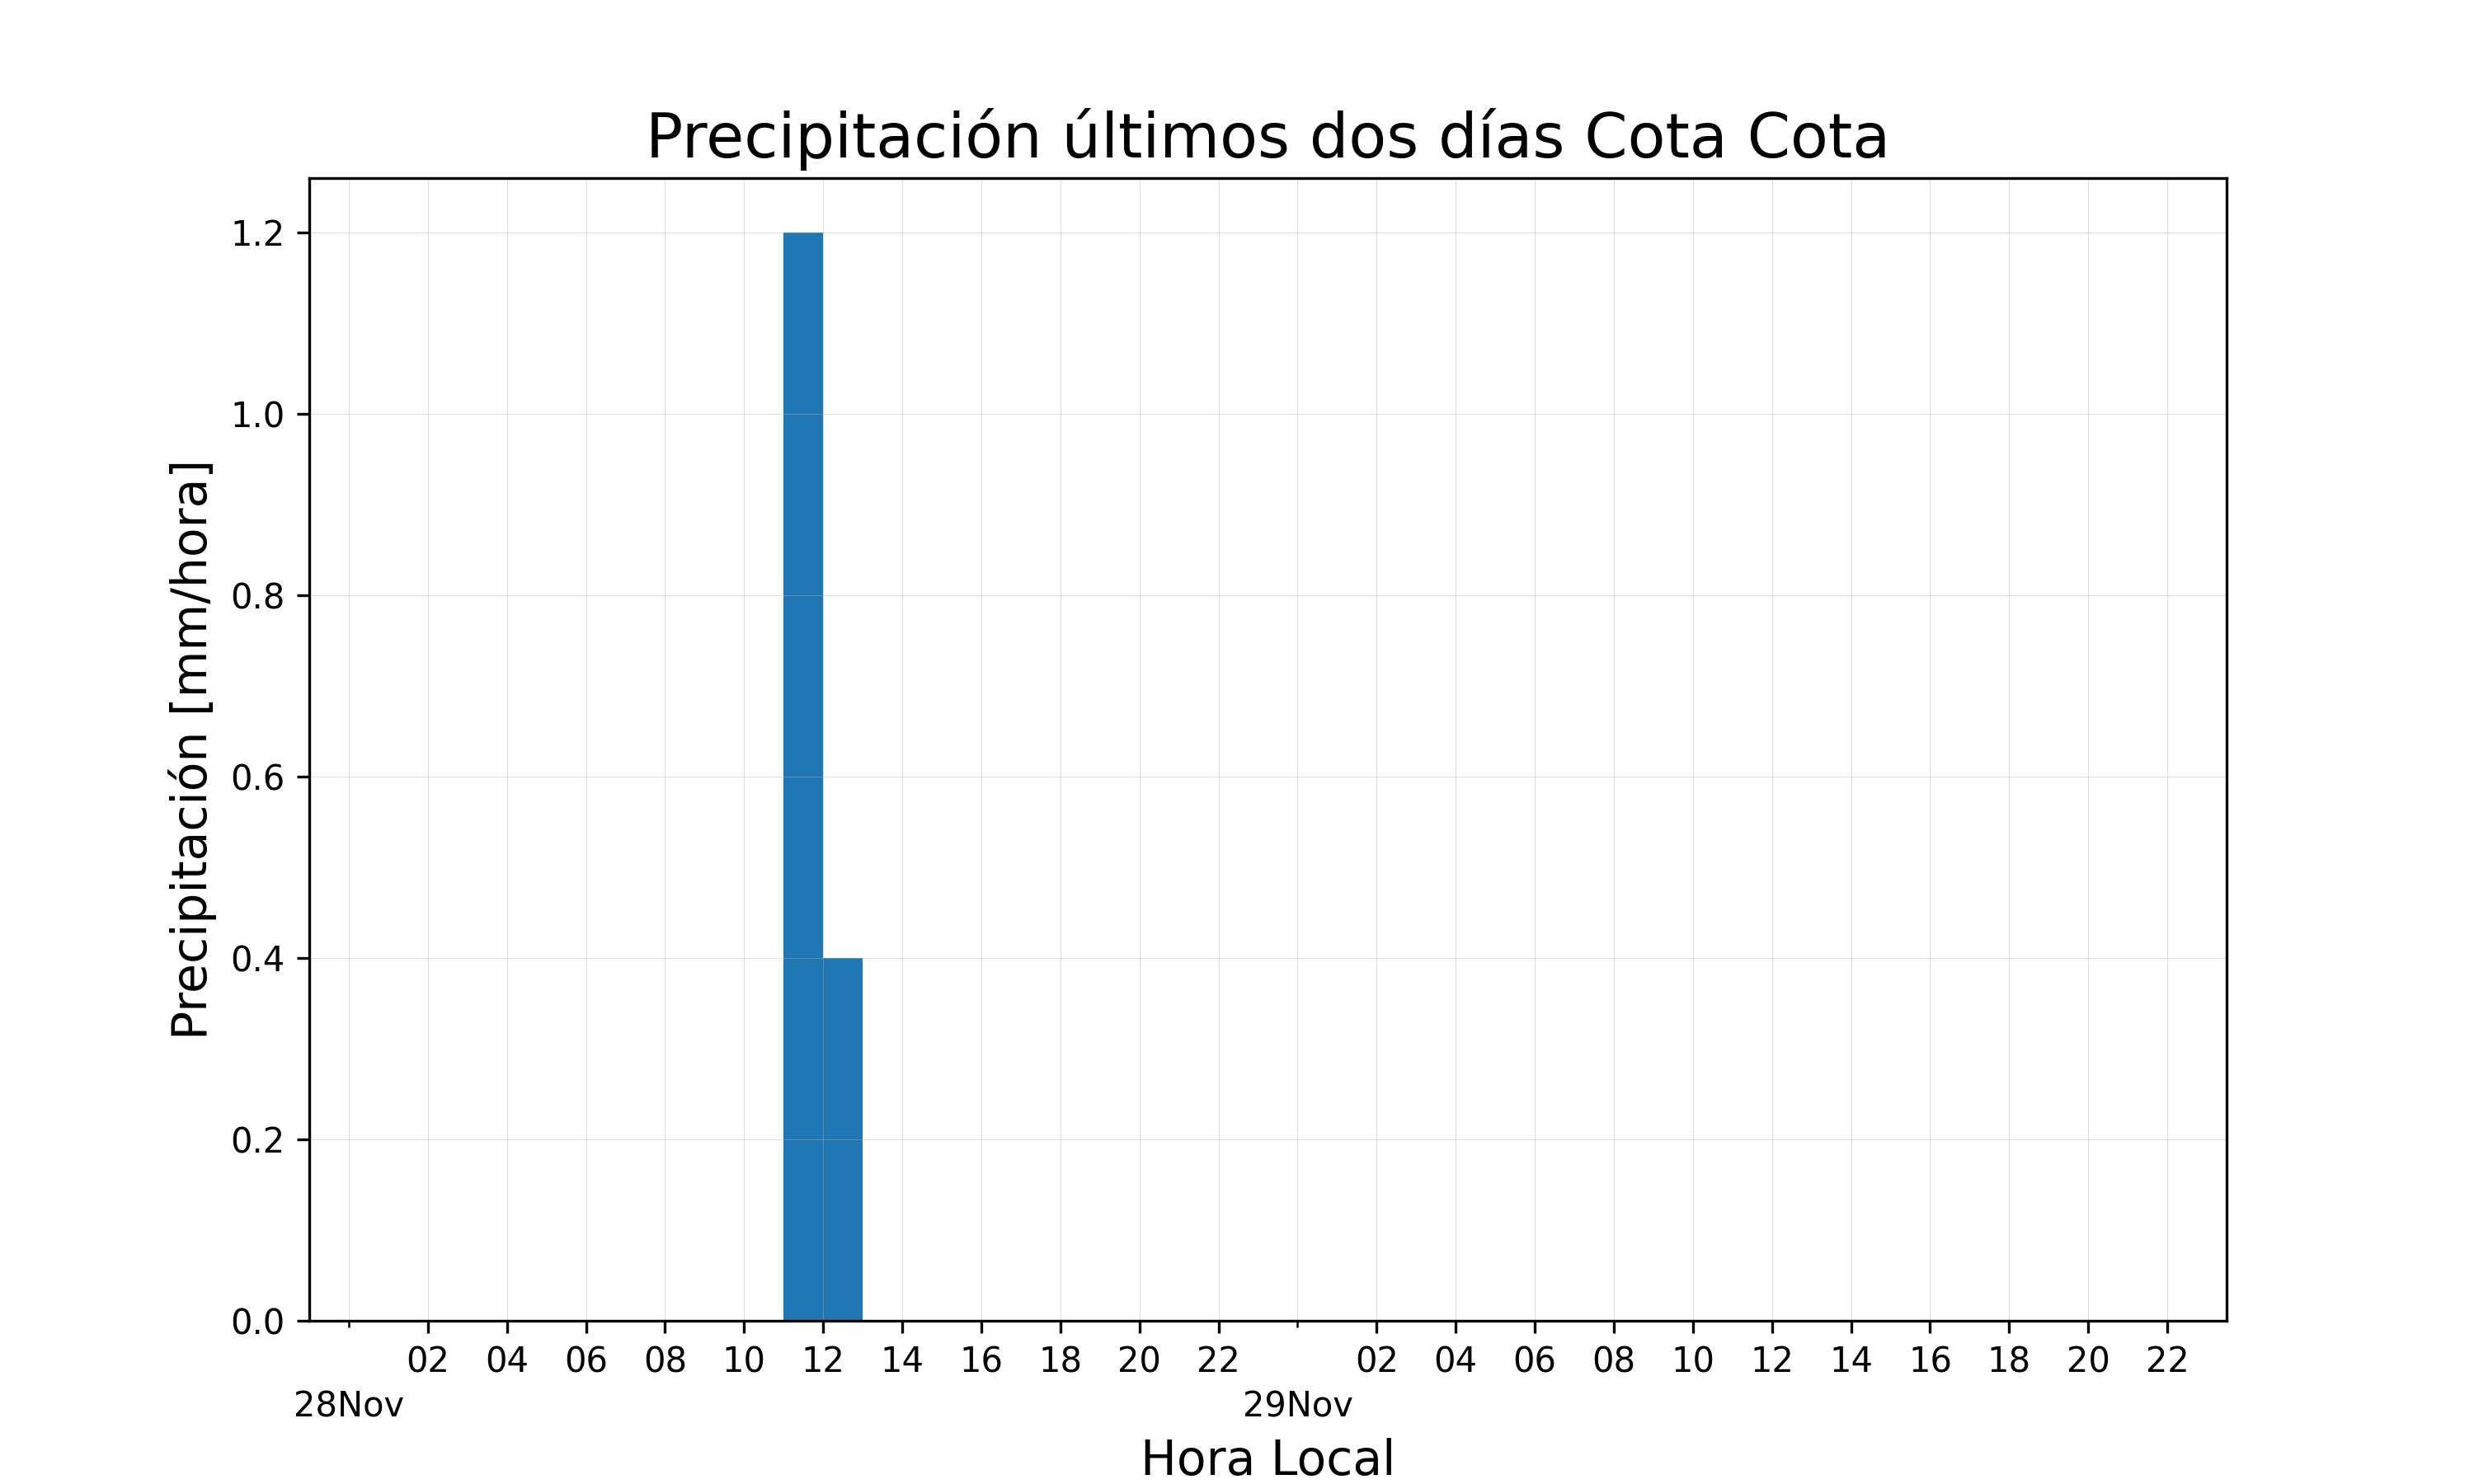 Precipitación últimos dos días Cota Cota
1.2
1.0
0.8
0.6
0.4
0.2
0.0
Precipitación [mm/hora]
02 04 06 08 10 12 14 16 18 20 22 02 04 06 08 10 12 14 16 18 20 22
28Nov 29Nov
Hora Local